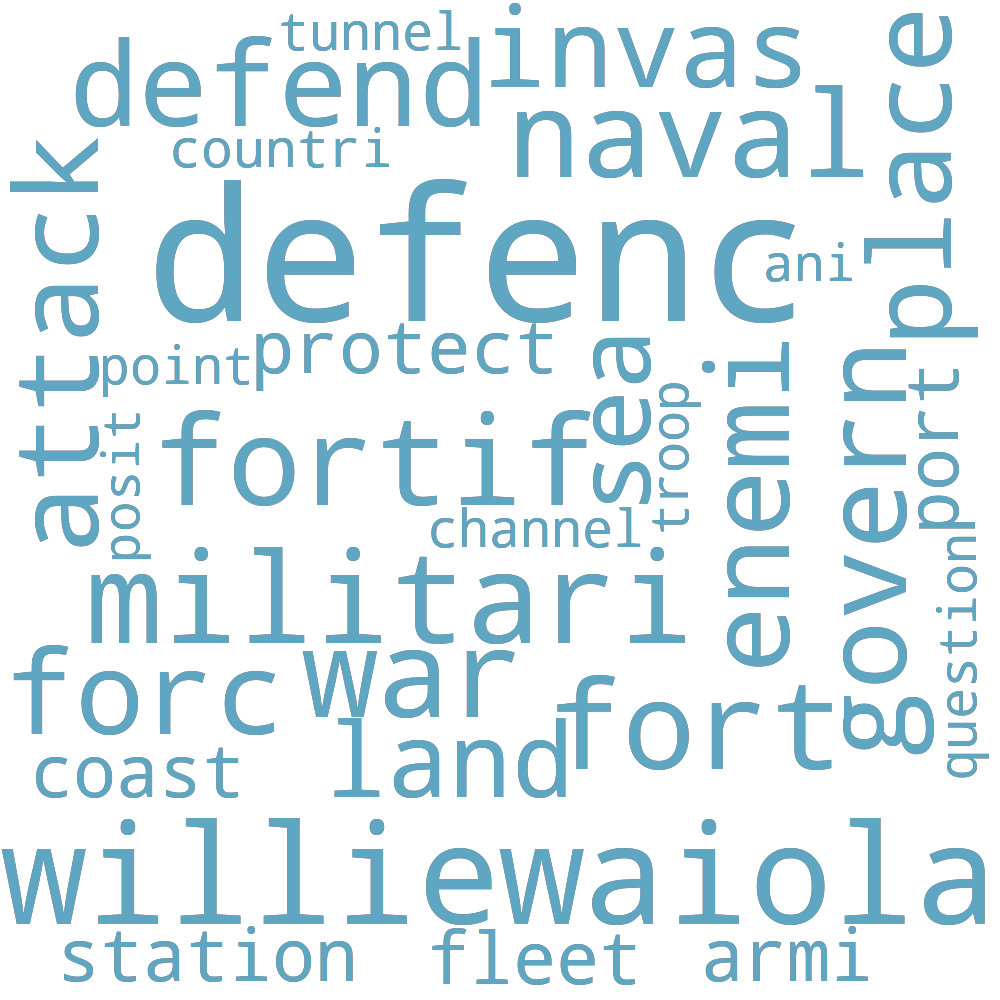 tunnel
invas
place
defend
naval
countri
attack
defenc
ani
protect
point
sea
enemi
govern
port
troop
posit
fortif
channel
question
militari
forc
war
fort
land
coast
williewaiola
station
fleet
armi